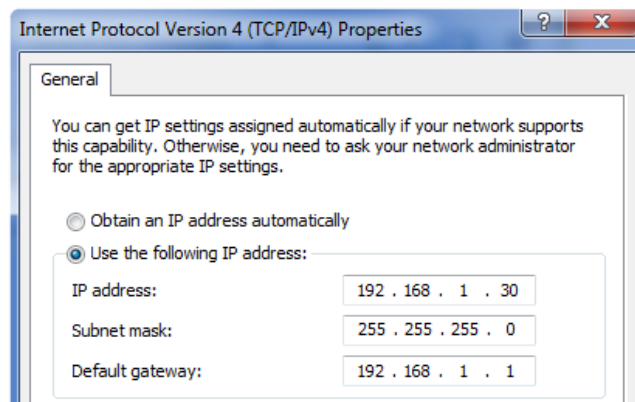 Internet Protocol Version 4 (TCP/IPv4) Properties
General
You can get IP settings assigned automatically if your network supports
this capability. Otherwise, you need to ask your network administrator
for the appropriate IP settings.
Obtain an IP address automatically
Use the following IP address:
IP address: 192 . 168 . 1 . 30
Subnet mask: 255 . 255 . 255 . 0
Default gateway: 192 . 168 . 1 . 1